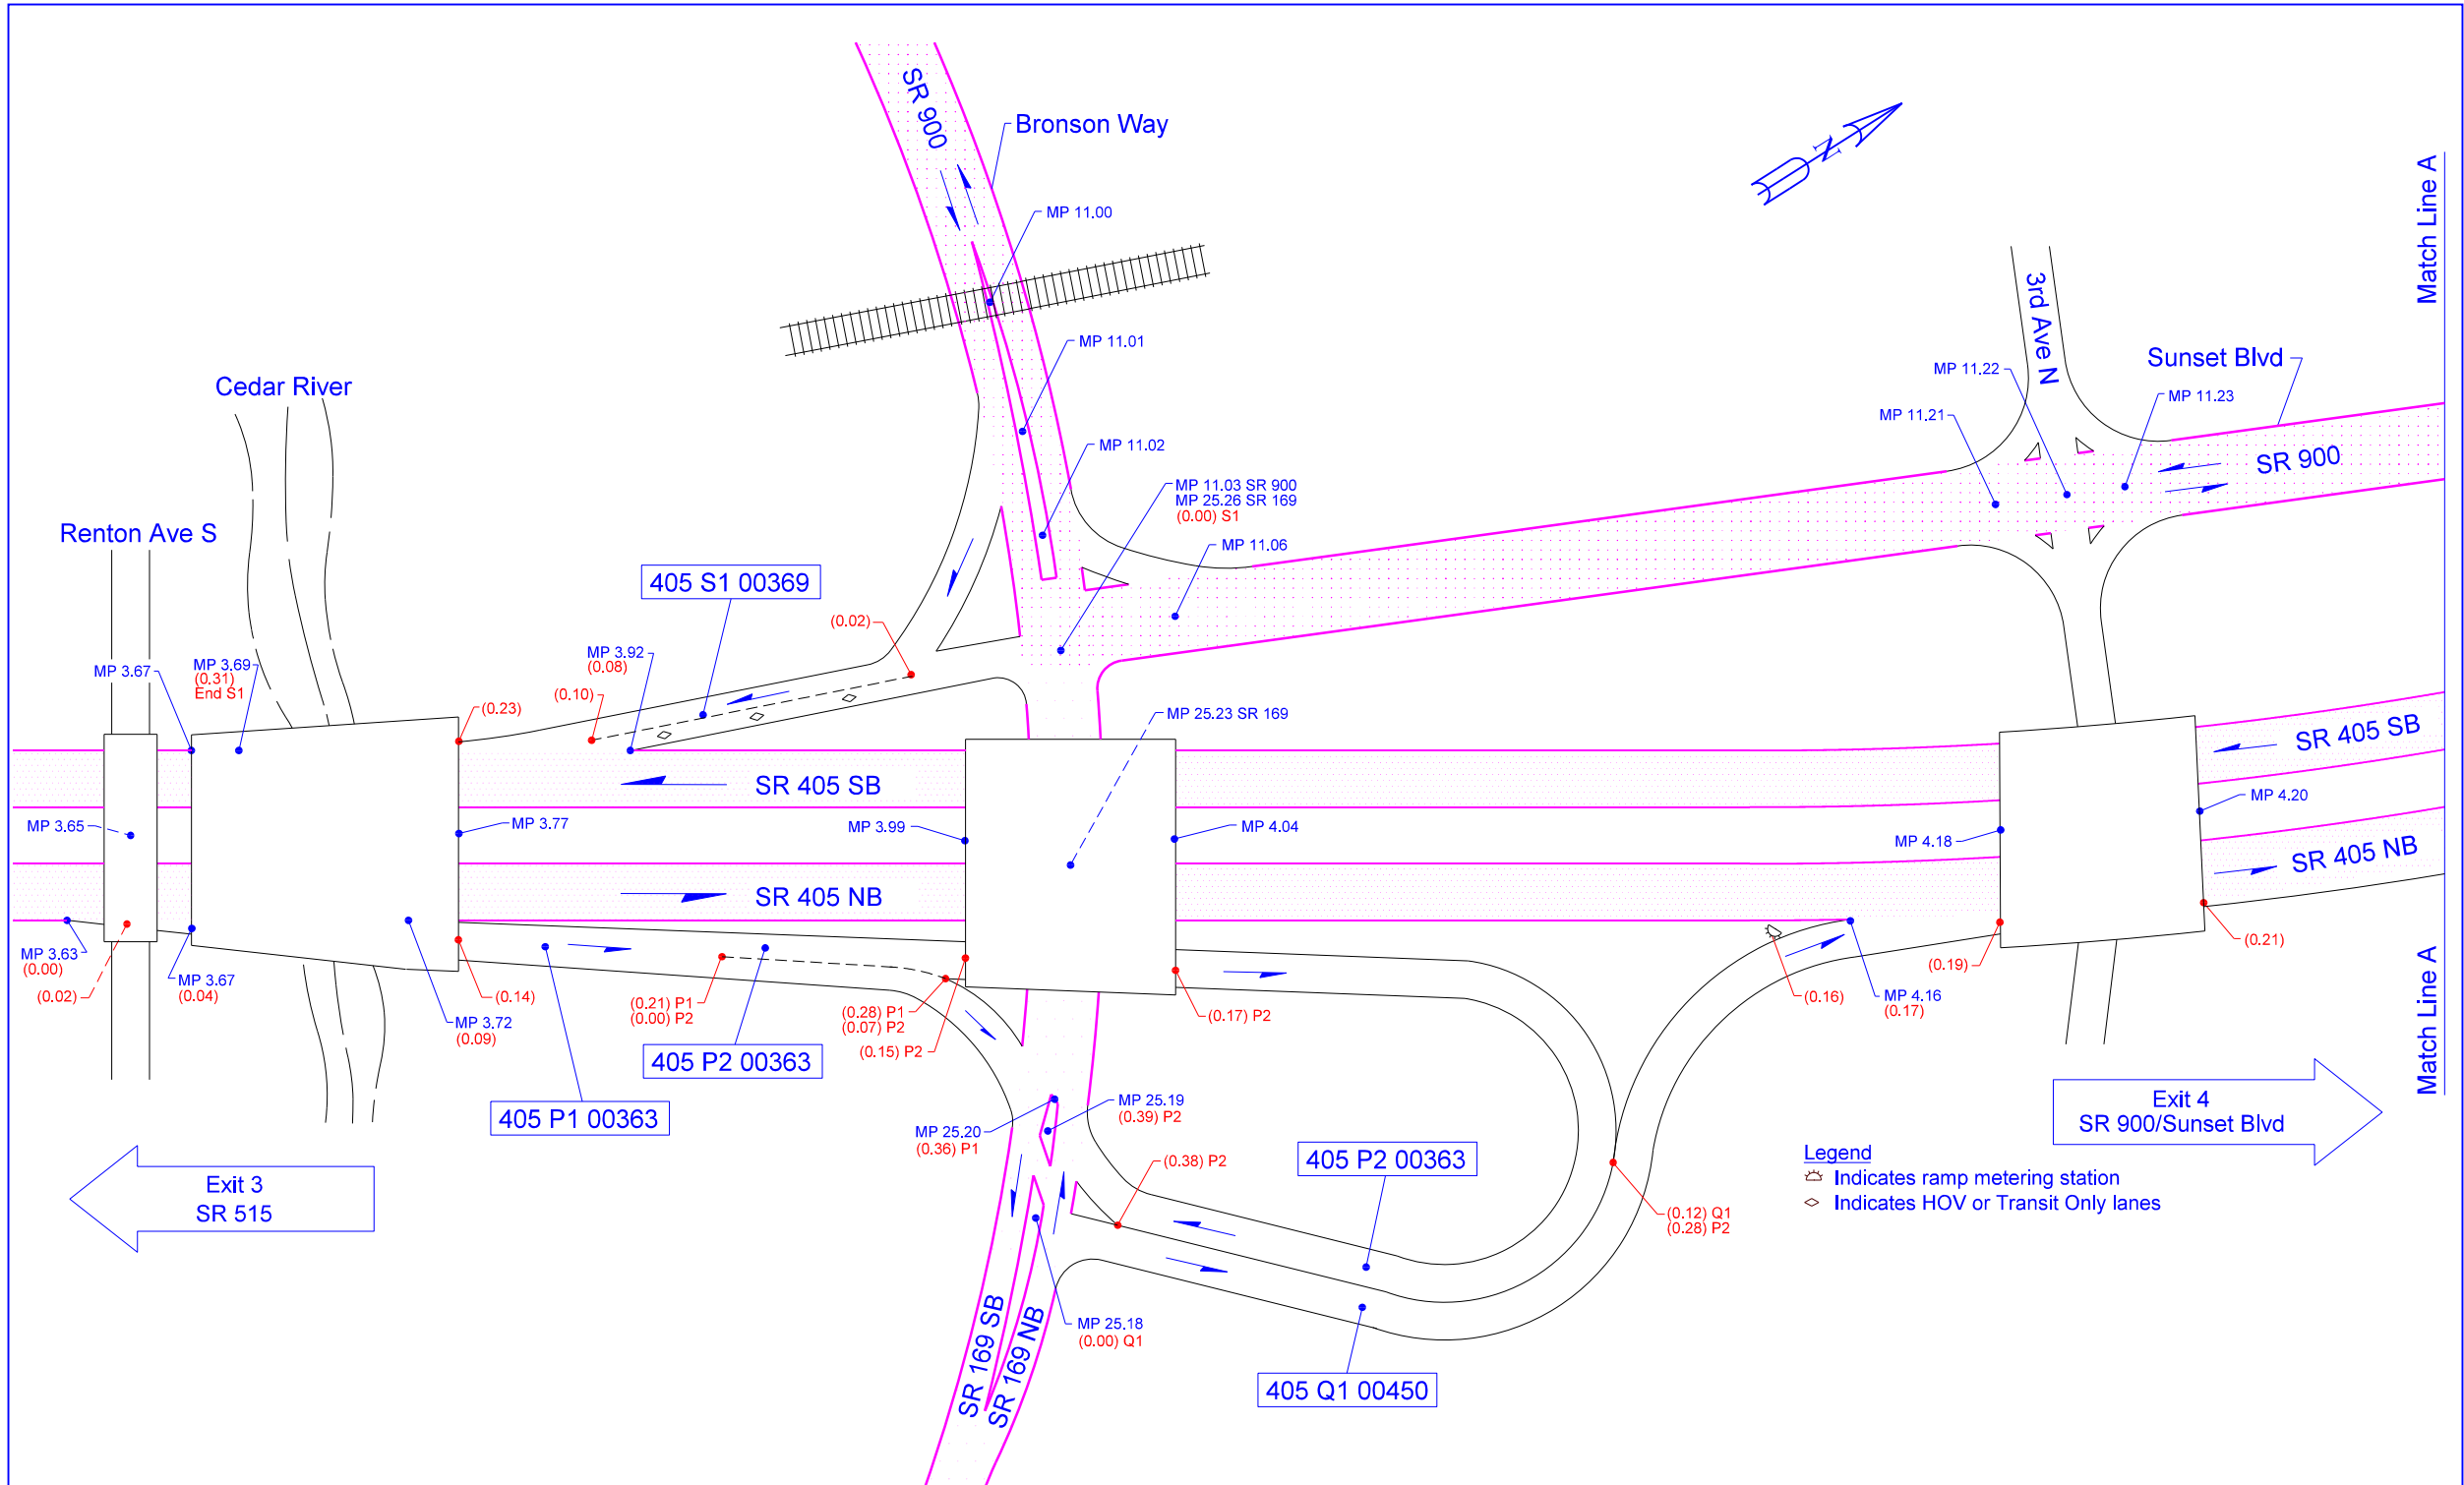 SR 900
Bronson Way
N
Match Line A
MP 11.00
3rd Ave N
MP 11.01
Sunset Blvd
MP 11.22
MP 11.23
Cedar River
MP 11.21
MP 11.02
SR 900
MP 11.03 SR 900
MP 25.26 SR 169
(0.00) S1
Renton Ave S
MP 11.06
405 S1 00369
(0.02)
MP 3.92
(0.08)
MP 3.67
MP 3.69
(0.31)
End S1
(0.10)
(0.23)
MP 25.23 SR 169
SR 405 SB
SR 405 SB
MP 3.65
MP 3.77
MP 3.99
MP 4.04
MP 4.18
MP 4.20
SR 405 NB
SR 405 NB
MP 3.63
(0.00)
(0.02)
MP 3.67
(0.04)
(0.14)
MP 3.72
(0.09)
(0.21) P1
(0.00) P2
(0.28) P1
(0.07) P2
(0.15) P2
(0.17) P2
(0.16)
MP 4.16
(0.17)
(0.19)
(0.21)
Match Line A
405 P2 00363
405 P1 00363
MP 25.19
(0.39) P2
MP 25.20
(0.36) P1
(0.38) P2
405 P2 00363
Exit 4
SR 900/Sunset Blvd
Legend
Indicates ramp metering station
Indicates HOV or Transit Only lanes
Exit 3
SR 515
(0.12) Q1
(0.28) P2
MP 25.18
(0.00) Q1
SR 169 SB
SR 169 NB
405 Q1 00450